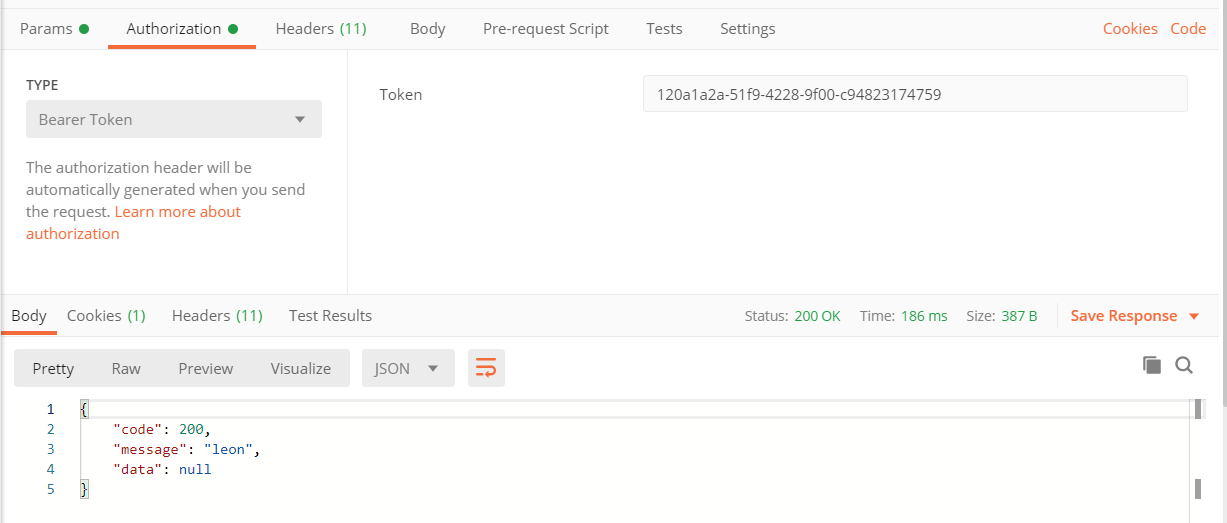 Params Authorization Headers (11) Body Pre-request Script Tests Settings Cookies Code
TYPE
Bearer Token
The authorization header will be
automatically generated when you send
the request. Learn more about
authorization
Token 120a1a2a-51f9-4228-9f00-c94823174759
Body Cookies (1) Headers (11) Test Results Status: 200 OK Time: 186 ms Size: 387 B Save Response
Pretty Raw Preview Visualize JSON
1 {
2 "code": 200,
3 "message": "leon",
4 "data": null
5 }